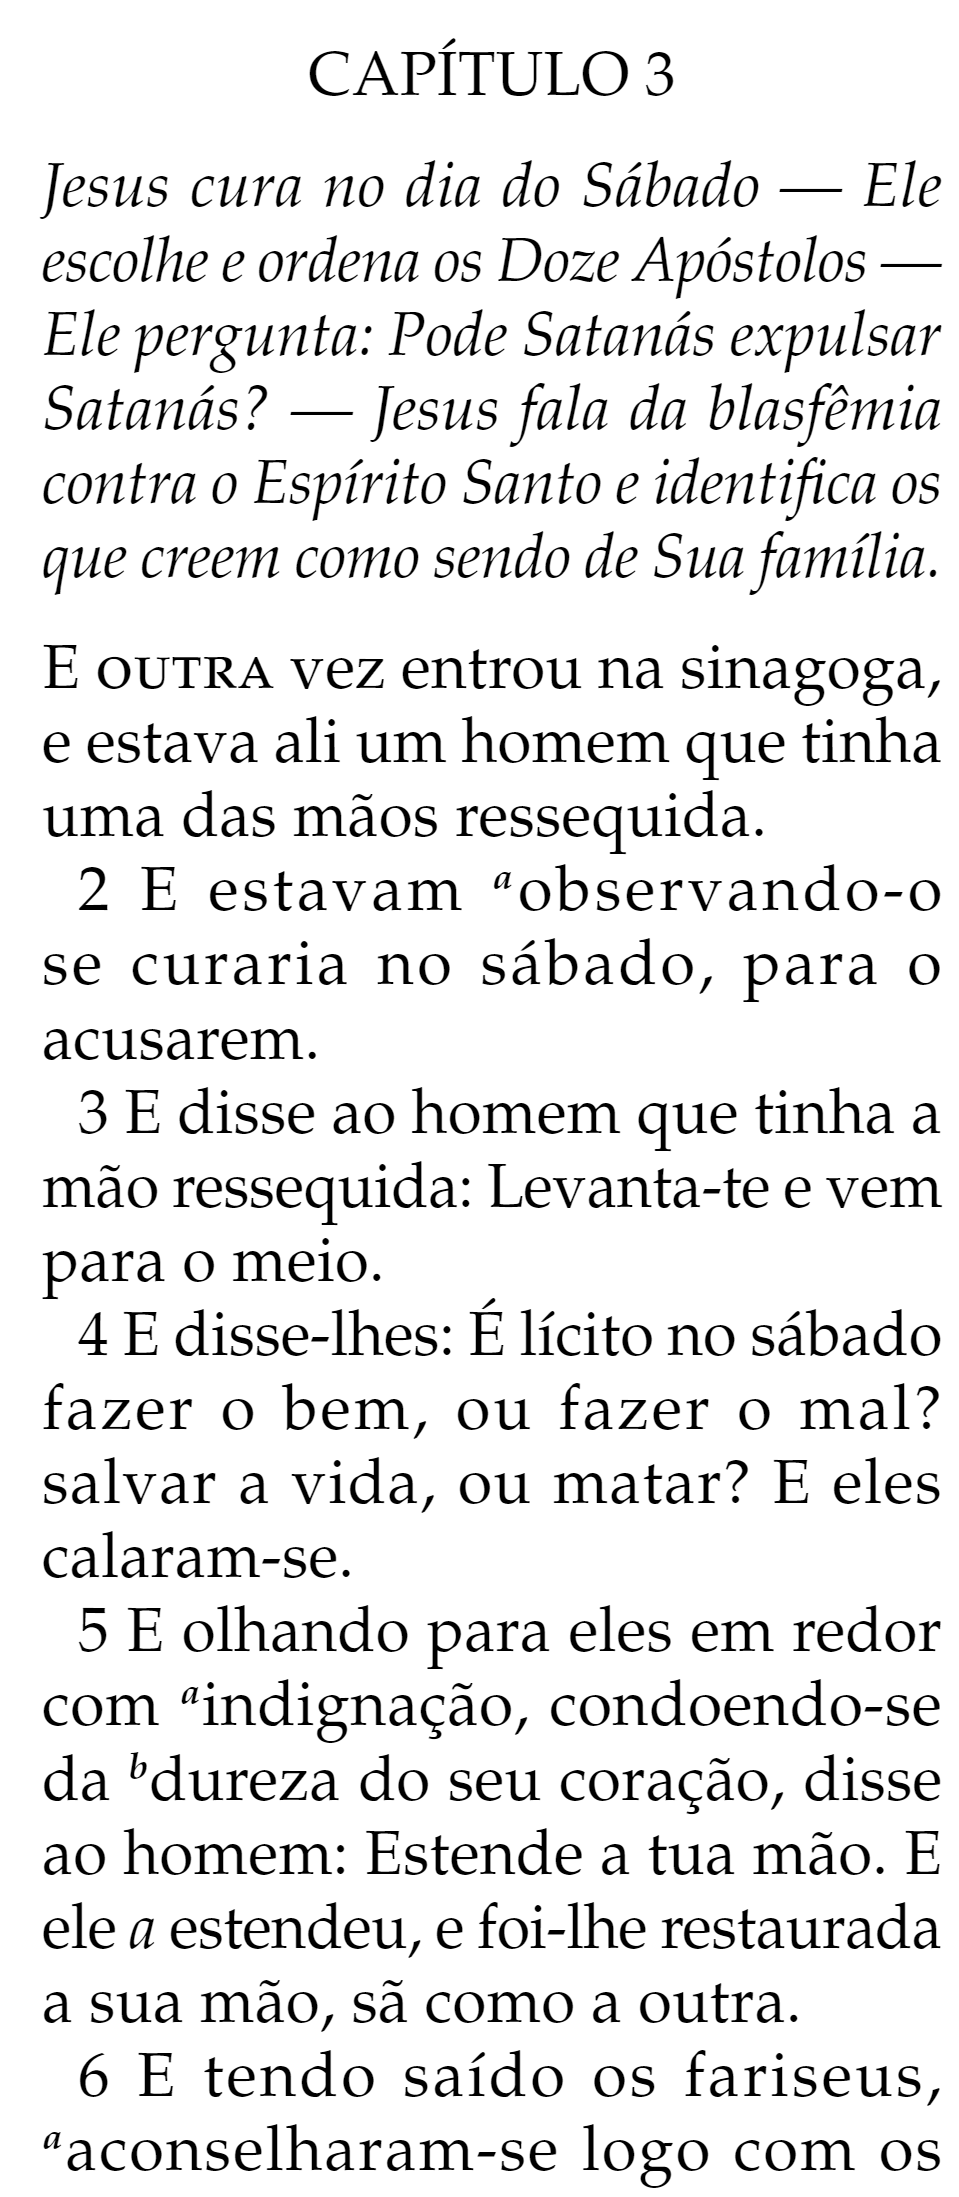 CAPÍTULO 3
Jesus cura no dia do Sábado — Ele
escolhe e ordena os Doze Apóstolos —
Ele pergunta: Pode Satanás expulsar
Satanás? — Jesus fala da blasfêmia
contra o Espírito Santo e identifica os
que creem como sendo de Sua família.
E OUTRA vez entrou na sinagoga,
e estava ali um homem que tinha
uma das mãos ressequida.
2 E estavam ᵃobservando-o
se curaria no sábado, para o
acusarem.
3 E disse ao homem que tinha a
mão ressequida: Levanta-te e vem
para o meio.
4 E disse-lhes: É lícito no sábado
fazer o bem, ou fazer o mal?
salvar a vida, ou matar? E eles
calaram-se.
5 E olhando para eles em redor
com ᵃindignação, condoendo-se
da ᵇdureza do seu coração, disse
ao homem: Estende a tua mão. E
ele a estendeu, e foi-lhe restaurada
a sua mão, sã como a outra.
6 E tendo saído os fariseus,
ᵃaconselharam-se logo com os